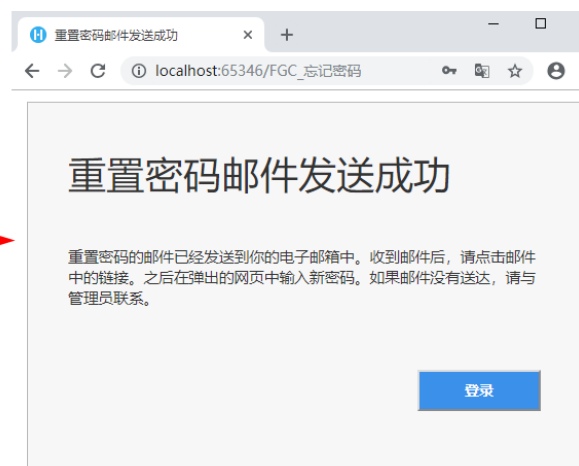 重置密码邮件发送成功
localhost:65346/FGC_忘记密码
重置密码邮件发送成功
重置密码的邮件已经发送到你的电子邮箱中。收到邮件后，请点击邮件
中的链接。之后在弹出的网页中输入新密码。如果邮件没有送达，请与
管理员联系。
登录